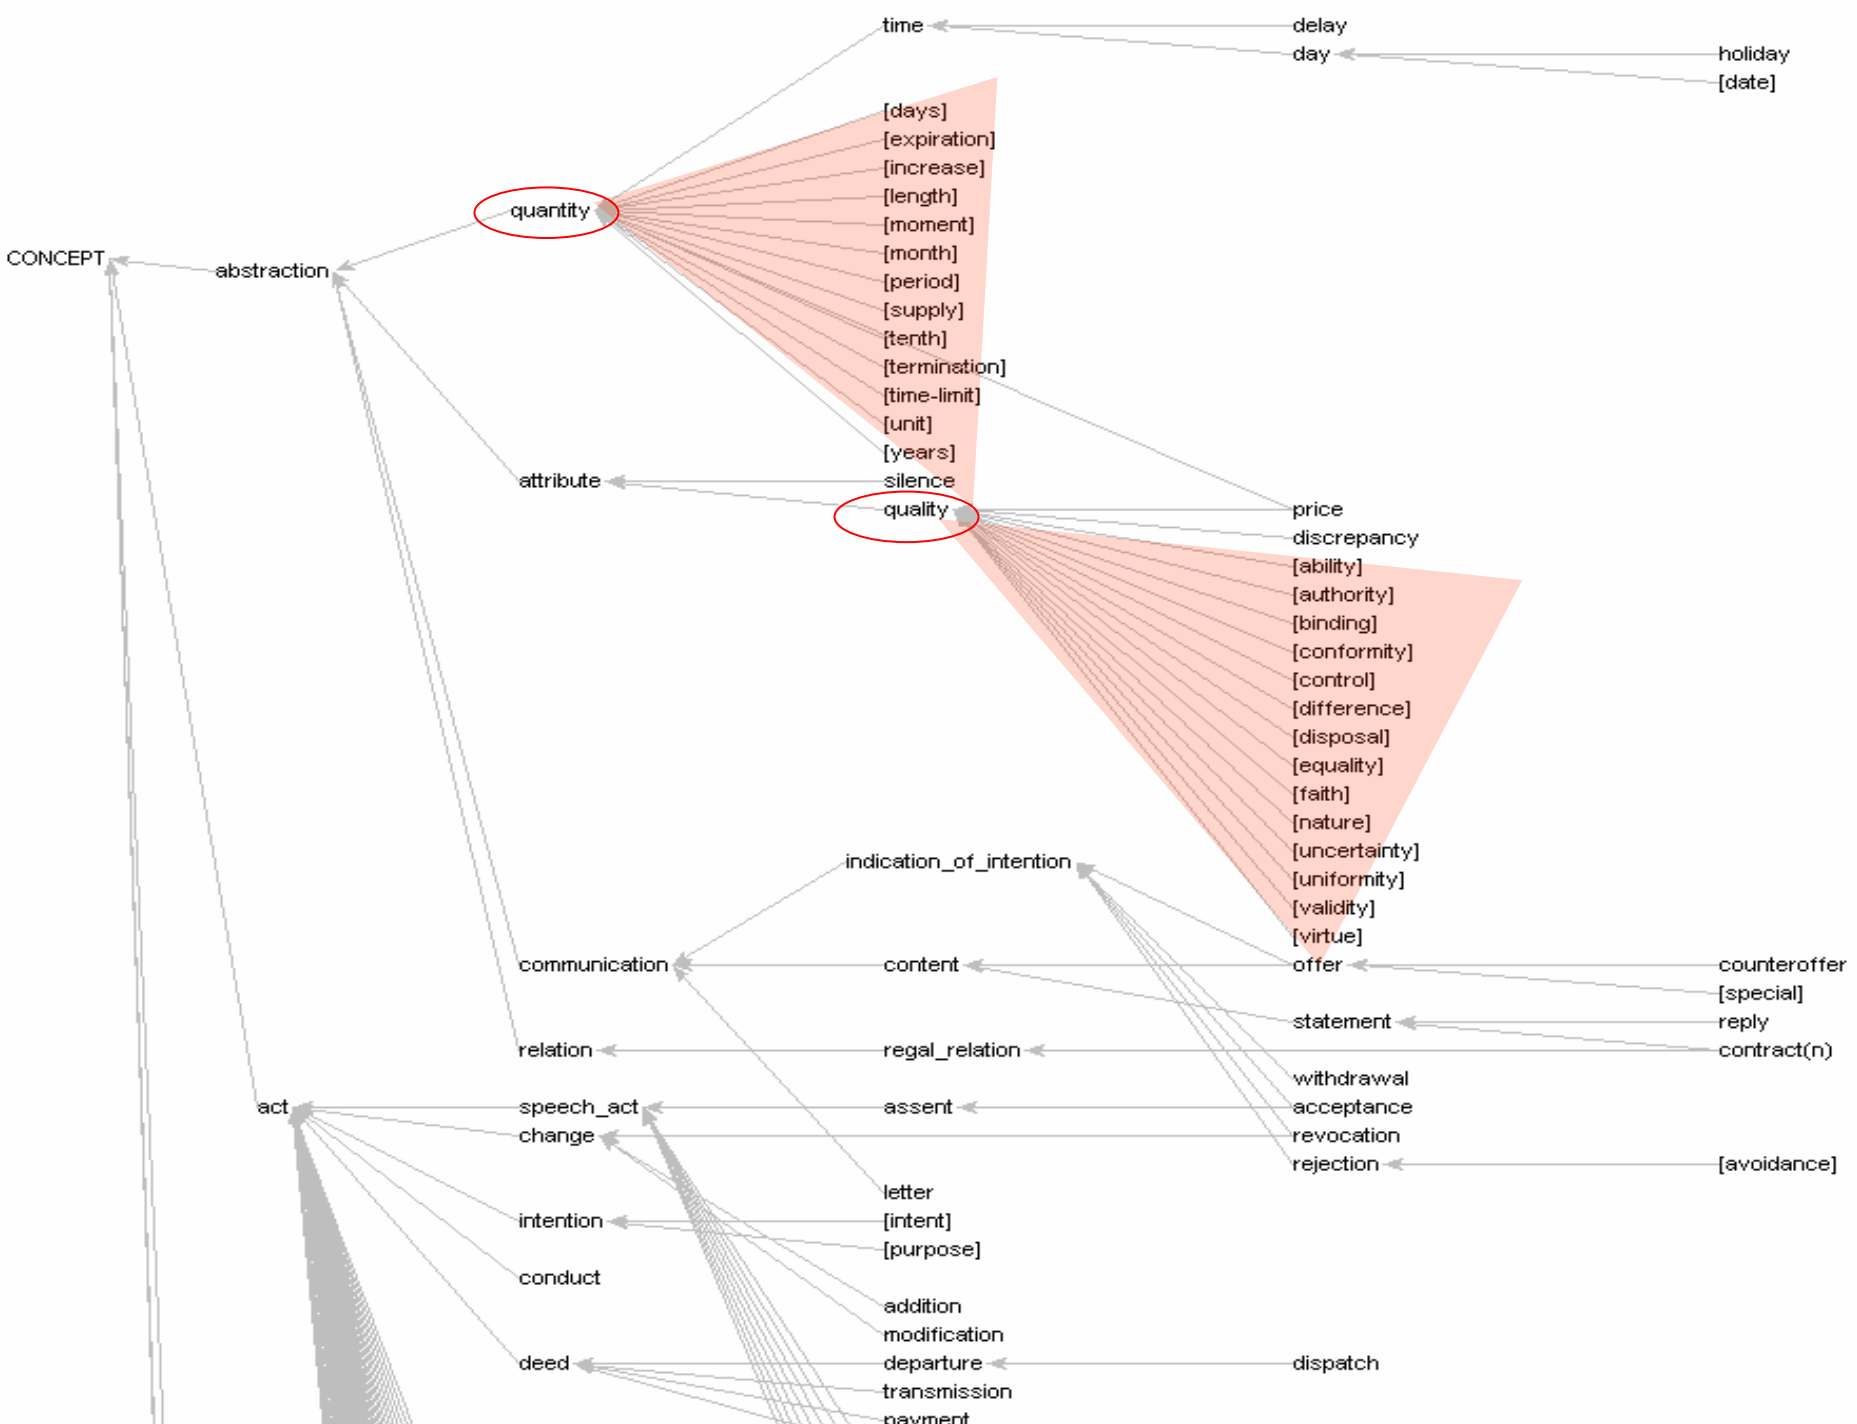 time delay
day holiday
[date]
[days]
[expiration]
[increase]
[length]
quantity
[moment]
[month]
CONCEPT
abstraction
[period]
[supply]
[tenth]
[termination]
[time-limit]
[unit]
[years]
attribute silence
quality price
discrepancy
[ability]
[authority]
[binding]
[conformity]
[control]
[difference]
[disposal]
[equality]
[faith]
[nature]
[uncertainty]
indication_of_intention
[uniformity]
[validity]
[virtue]
communication content offer counteroffer
[special]
statement reply
relation regal_relation contract(n)
withdrawal
act speech_act assent acceptance
change revocation
rejection [avoidance]
letter
intention [intent]
[purpose]
conduct
addition
modification
deed departure dispatch
transmission
payment